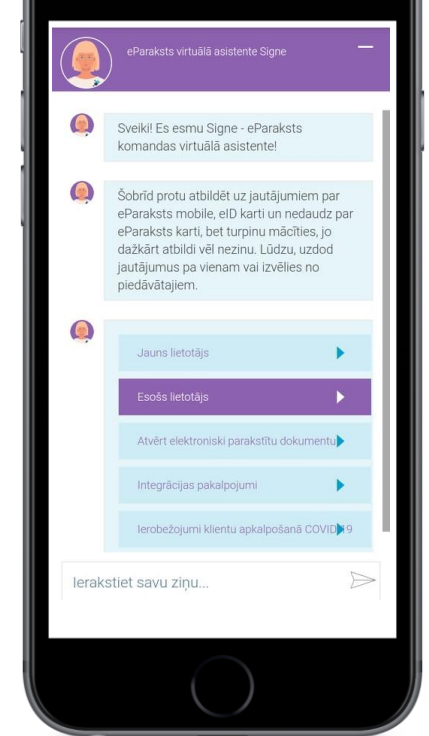 eParaksts virtuālā asistente Signe
Sveiki! Es esmu Signe - eParaksts
komandas virtuālā asistente!
Šobrīd protu atbildēt uz jautājumiem par
eParaksts mobile, eID karti un nedaudz par
eParaksts karti, bet turpinu mācīties, jo
dažkārt atbildi vēl nezinu. Lūdzu, uzdod
jautājumus pa vienam vai izvēlies no
piedāvātajiem.
Jauns lietotājs
Esošs lietotājs
Atvērt elektroniski parakstītu dokumentu
Integrācijas pakalpojumi
Ierobežojumi klientu apkalpošanā COVID-19
Ierakstiet savu ziņu...